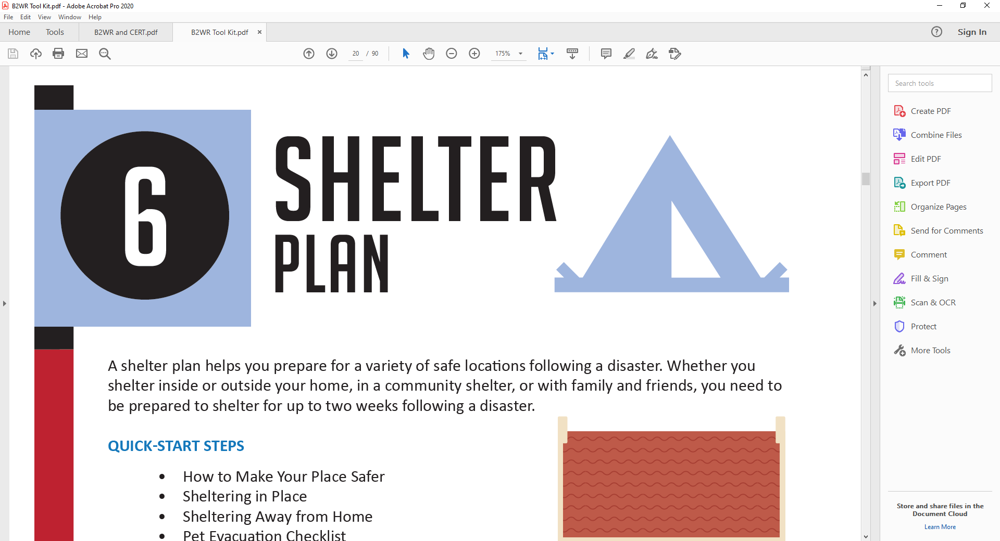 B2WR Tool Kit.pdf - Adobe Acrobat Pro 2020
File Edit View Window Help
Home Tools B2WR and CERT.pdf B2WR Tool Kit.pdf × ? Sign In
20 / 90 175%
Search tools
Create PDF
Combine Files
Edit PDF
Export PDF
Organize Pages
Send for Comments
Comment
Fill & Sign
Scan & OCR
Protect
More Tools
Store and share files in the
Document Cloud
Learn More
6
SHELTER
PLAN
A shelter plan helps you prepare for a variety of safe locations following a disaster. Whether you
shelter inside or outside your home, in a community shelter, or with family and friends, you need to
be prepared to shelter for up to two weeks following a disaster.
QUICK-START STEPS
• How to Make Your Place Safer
• Sheltering in Place
• Sheltering Away from Home
• Pet Evacuation Checklist